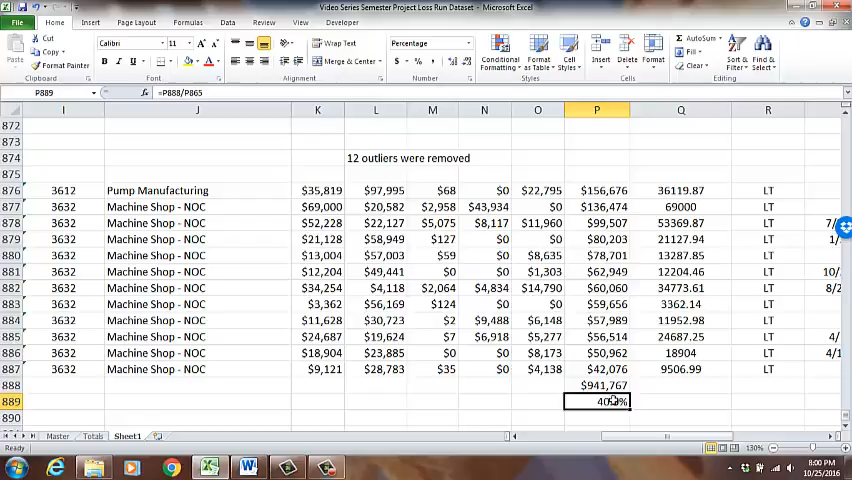 Video Series Semester Project Loss Run Dataset - Microsoft Excel
File Home Insert Page Layout Formulas Data Review View Developer
Paste Cut Copy Format Painter Clipboard
Calibri 11 B I U Font
Wrap Text Merge & Center Alignment
Percentage $ % , Number
Conditional Formatting Format as Table Cell Styles Styles
Insert Delete Format Cells
AutoSum Fill Clear Sort & Filter Find & Select Editing
P889 fx =P888/P865
I J K L M N O P Q R
872
873
874 12 outliers were removed
875
876 3612 Pump Manufacturing $35,819 $97,995 $68 $0 $22,795 $156,676 36119.87 LT
877 3632 Machine Shop - NOC $69,000 $20,582 $2,958 $43,934 $0 $136,474 69000 LT
878 3632 Machine Shop - NOC $52,228 $22,127 $5,075 $8,117 $11,960 $99,507 53369.87 LT 7/
879 3632 Machine Shop - NOC $21,128 $58,949 $127 $0 $0 $80,203 21127.94 LT 1/
880 3632 Machine Shop - NOC $13,004 $57,003 $59 $0 $8,635 $78,701 13287.85 LT
881 3632 Machine Shop - NOC $12,204 $49,441 $0 $0 $1,303 $62,949 12204.46 LT 10/
882 3632 Machine Shop - NOC $34,254 $4,118 $2,064 $4,834 $14,790 $60,060 34773.61 LT 8/2
883 3632 Machine Shop - NOC $3,362 $56,169 $124 $0 $0 $59,656 3362.14 LT
884 3632 Machine Shop - NOC $11,628 $30,723 $2 $9,488 $6,148 $57,989 11952.98 LT
885 3632 Machine Shop - NOC $24,687 $19,624 $7 $6,918 $5,277 $56,514 24687.25 LT 4/
886 3632 Machine Shop - NOC $18,904 $23,885 $0 $0 $8,173 $50,962 18904 LT 4/1
887 3632 Machine Shop - NOC $9,121 $28,783 $35 $0 $4,138 $42,076 9506.99 LT
888 $941,767
889
890
Master Totals Sheet1
Ready 130%
8:00 PM
10/25/2016